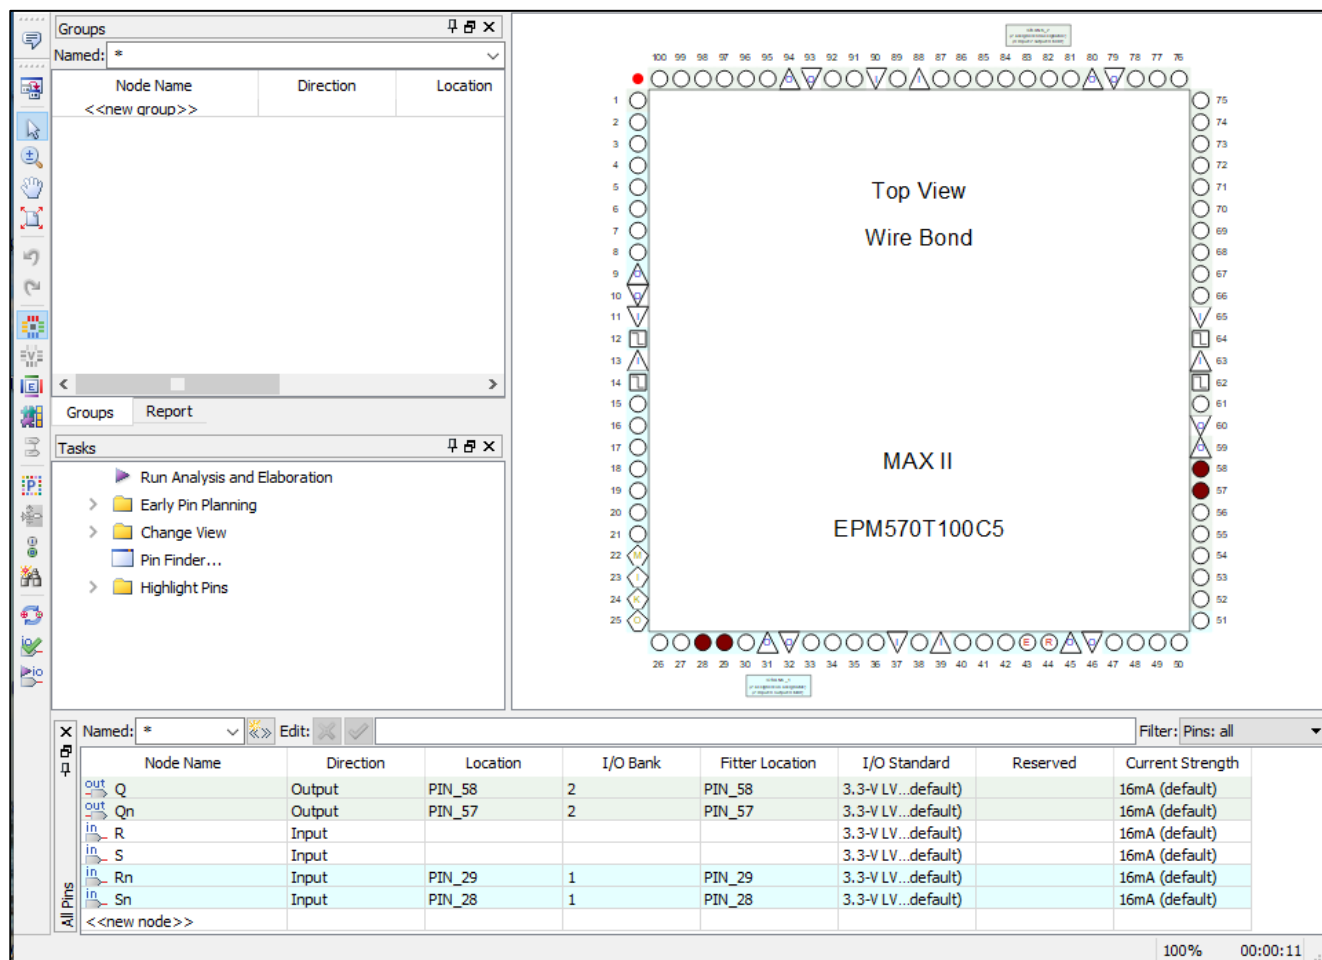 Groups
Named: *
Node Name Direction Location
<<new group>>
Groups Report
Tasks
Run Analysis and Elaboration
Early Pin Planning
Change View
Pin Finder...
Highlight Pins
100 99 98 97 96 95 94 93 92 91 90 89 88 87 86 85 84 83 82 81 80 79 78 77 76
1 75
2 74
3 73
4 72
5 71
6 70
7 69
8 68
9 67
10 66
11 65
12 64
13 63
14 62
15 61
16 60
17 59
18 58
19 57
20 56
21 55
22 M 54
23 I 53
24 K 52
25 O 51
Top View
Wire Bond
MAX II
EPM570T100C5
E R
26 27 28 29 30 31 32 33 34 35 36 37 38 39 40 41 42 43 44 45 46 47 48 49 50
Named: * Edit: Filter: Pins: all
Node Name Direction Location I/O Bank Fitter Location I/O Standard Reserved Current Strength
out Q Output PIN_58 2 PIN_58 3.3-V LV...default) 16mA (default)
out Qn Output PIN_57 2 PIN_57 3.3-V LV...default) 16mA (default)
in R Input 3.3-V LV...default) 16mA (default)
in S Input 3.3-V LV...default) 16mA (default)
in Rn Input PIN_29 1 PIN_29 3.3-V LV...default) 16mA (default)
in Sn Input PIN_28 1 PIN_28 3.3-V LV...default) 16mA (default)
<<new node>>
All Pins
100% 00:00:11